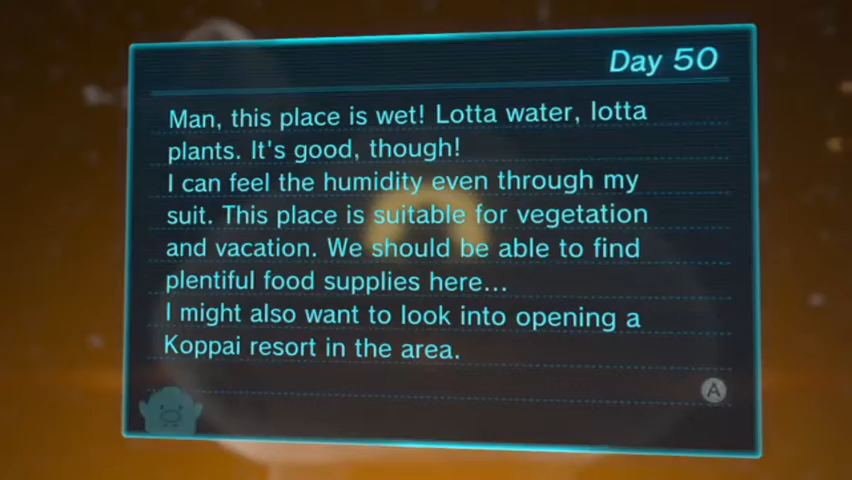 Day 50
Man, this place is wet! Lotta water, lotta
plants. It's good, though!
I can feel the humidity even through my
suit. This place is suitable for vegetation
and vacation. We should be able to find
plentiful food supplies here...
I might also want to look into opening a
Koppai resort in the area.
A